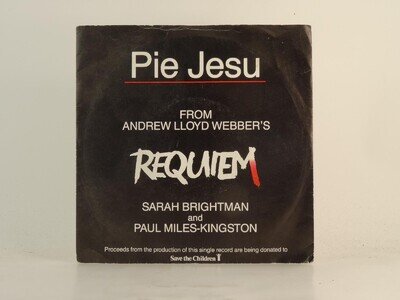 Pie Jesu
FROM
ANDREW LLOYD WEBBER'S
REQUIEM
SARAH BRIGHTMAN
and
PAUL MILES-KINGSTON
Proceeds from the production of this single record are being donated to
Save the Children